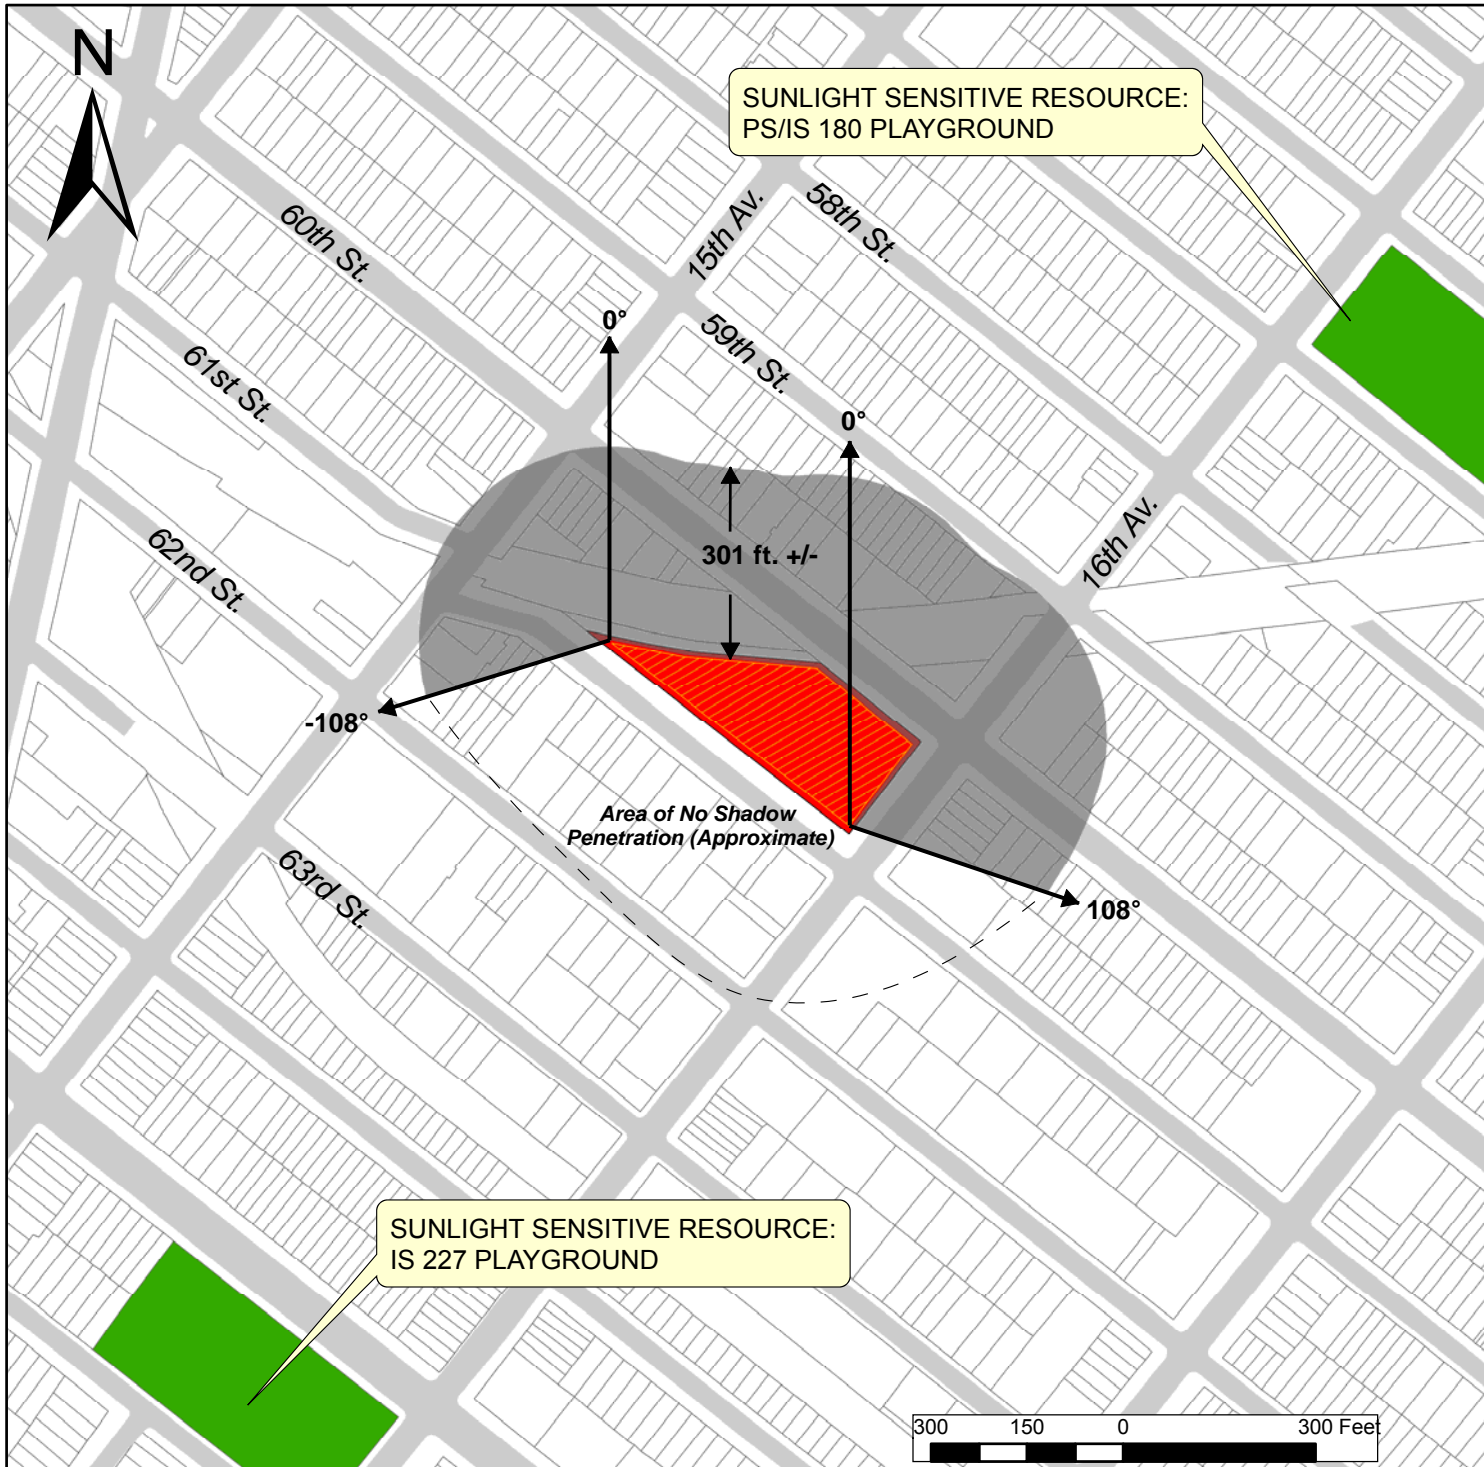 N
SUNLIGHT SENSITIVE RESOURCE:
PS/IS 180 PLAYGROUND
58th St.
15th Av.
60th St.
59th St.
0°
61st St.
0°
16th Av.
301 ft. +/-
62nd St.
-108°
Area of No Shadow
Penetration (Approximate)
63rd St.
108°
SUNLIGHT SENSITIVE RESOURCE:
IS 227 PLAYGROUND
300 150 0 300 Feet